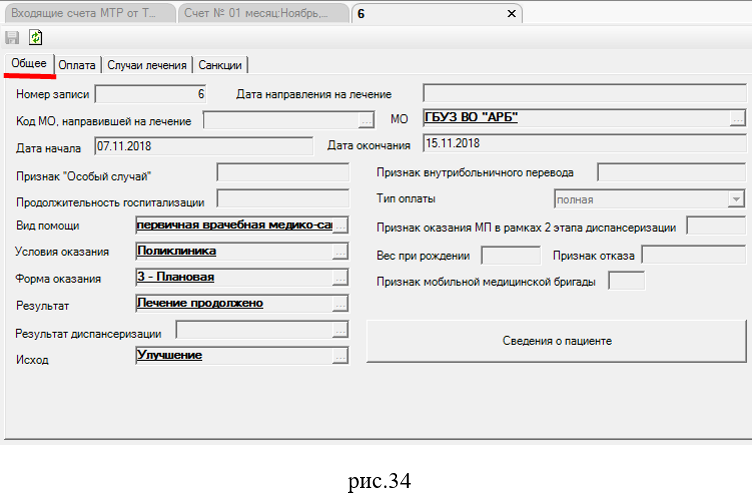 Входящие счета МТР от Т... Счет № 01 месяц:Ноябрь,... 6 x
Общее Оплата Случаи лечения Санкции
Номер записи 6 Дата направления на лечение
Код МО, направившей на лечение ... МО ГБУЗ ВО "АРБ" ...
Дата начала 07.11.2018 Дата окончания 15.11.2018
Признак "Особый случай" Признак внутрибольничного перевода
Продолжительность госпитализации Тип оплаты полная
Вид помощи первичная врачебная медико-са ... Признак оказания МП в рамках 2 этапа диспансеризации
Условия оказания Поликлиника ... Вес при рождении Признак отказа
Форма оказания 3 - Плановая ... Признак мобильной медицинской бригады
Результат Лечение продолжено ...
Результат диспансеризации ... Сведения о пациенте
Исход Улучшение ...
рис.34